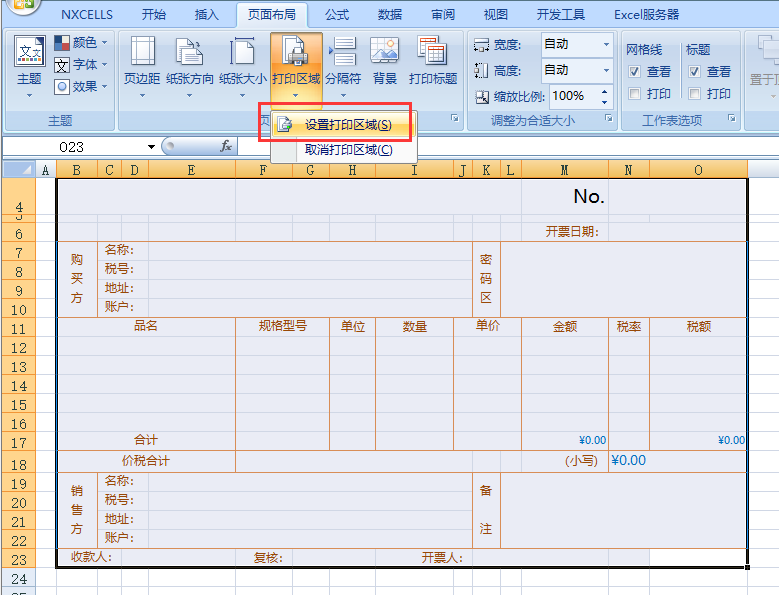 NXCELLS 开始 插入 页面布局 公式 数据 审阅 视图 开发工具 Excel服务器
主题 颜色 字体 效果 页边距 纸张方向 纸张大小 打印区域 分隔符 背景 打印标题 宽度: 自动 高度: 自动 缩放比例: 100% 网格线 查看 打印 标题 查看 打印 置于顶
主题 页 调整为合适大小 工作表选项
设置打印区域(S)
取消打印区域(C)
O23 fx
A B C D E F G H I J K L M N O
4 No.
5
6 开票日期:
7 购 名称: 密
8 买 税号: 码
9 方 地址: 区
10 账户:
11 品名 规格型号 单位 数量 单价 金额 税率 税额
12
13
14
15
16
17 合计 ¥0.00 ¥0.00
18 价税合计 (小写) ¥0.00
19 销 名称: 备
20 售 税号:
21 方 地址: 注
22 账户:
23 收款人: 复核: 开票人:
24
25